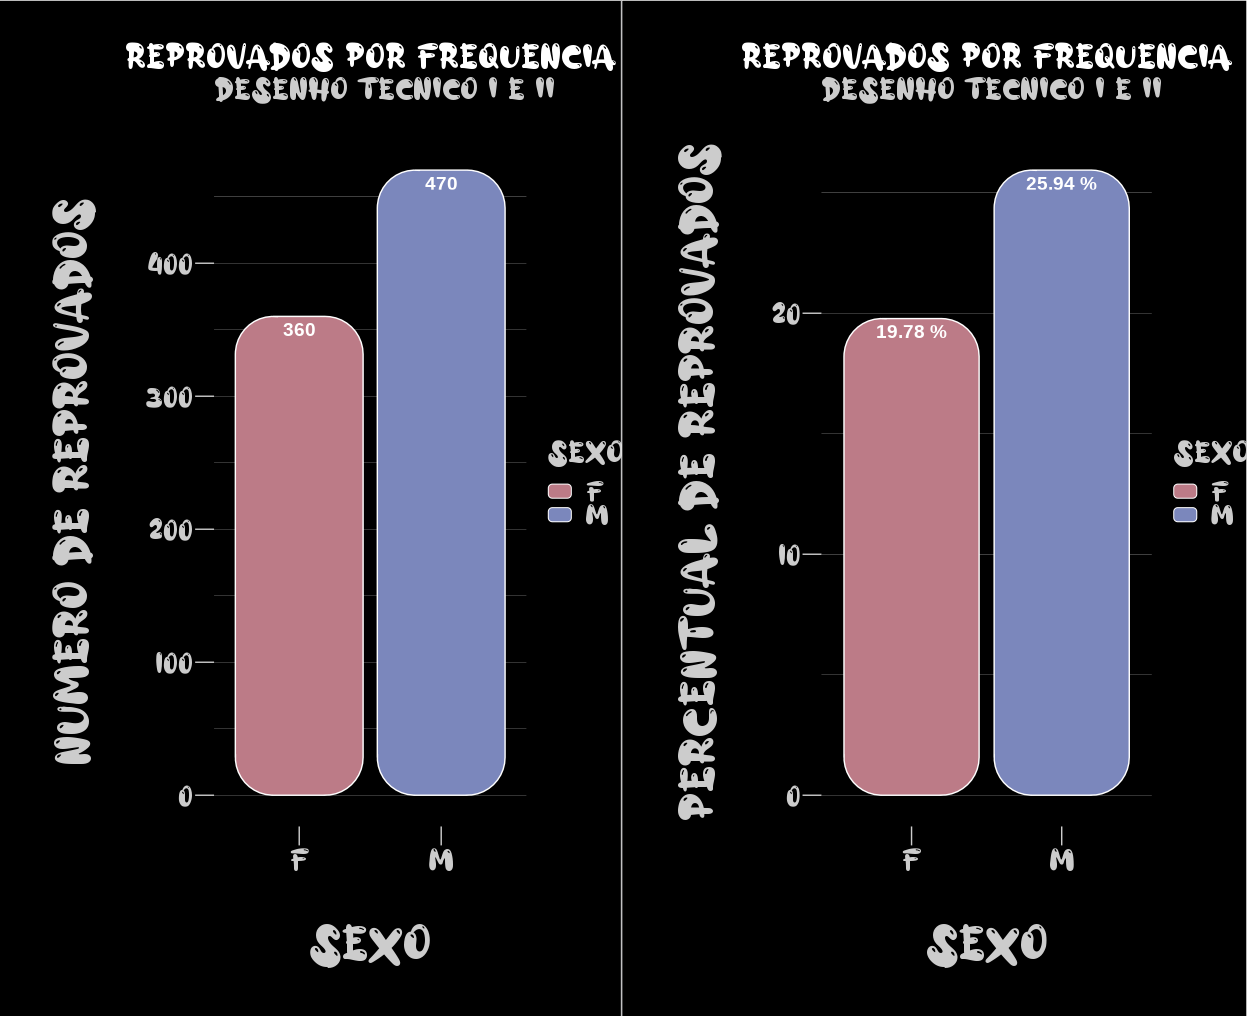 REPROVADOS POR FREQUENCIA
DESENHO TECNICO I E II
NUMERO DE REPROVADOS
400
300
200
100
0
470
360
F
M
SEXO
SEXO
F
M
REPROVADOS POR FREQUENCIA
DESENHO TECNICO I E II
PERCENTUAL DE REPROVADOS
20
10
0
25.94 %
19.78 %
F
M
SEXO
SEXO
F
M